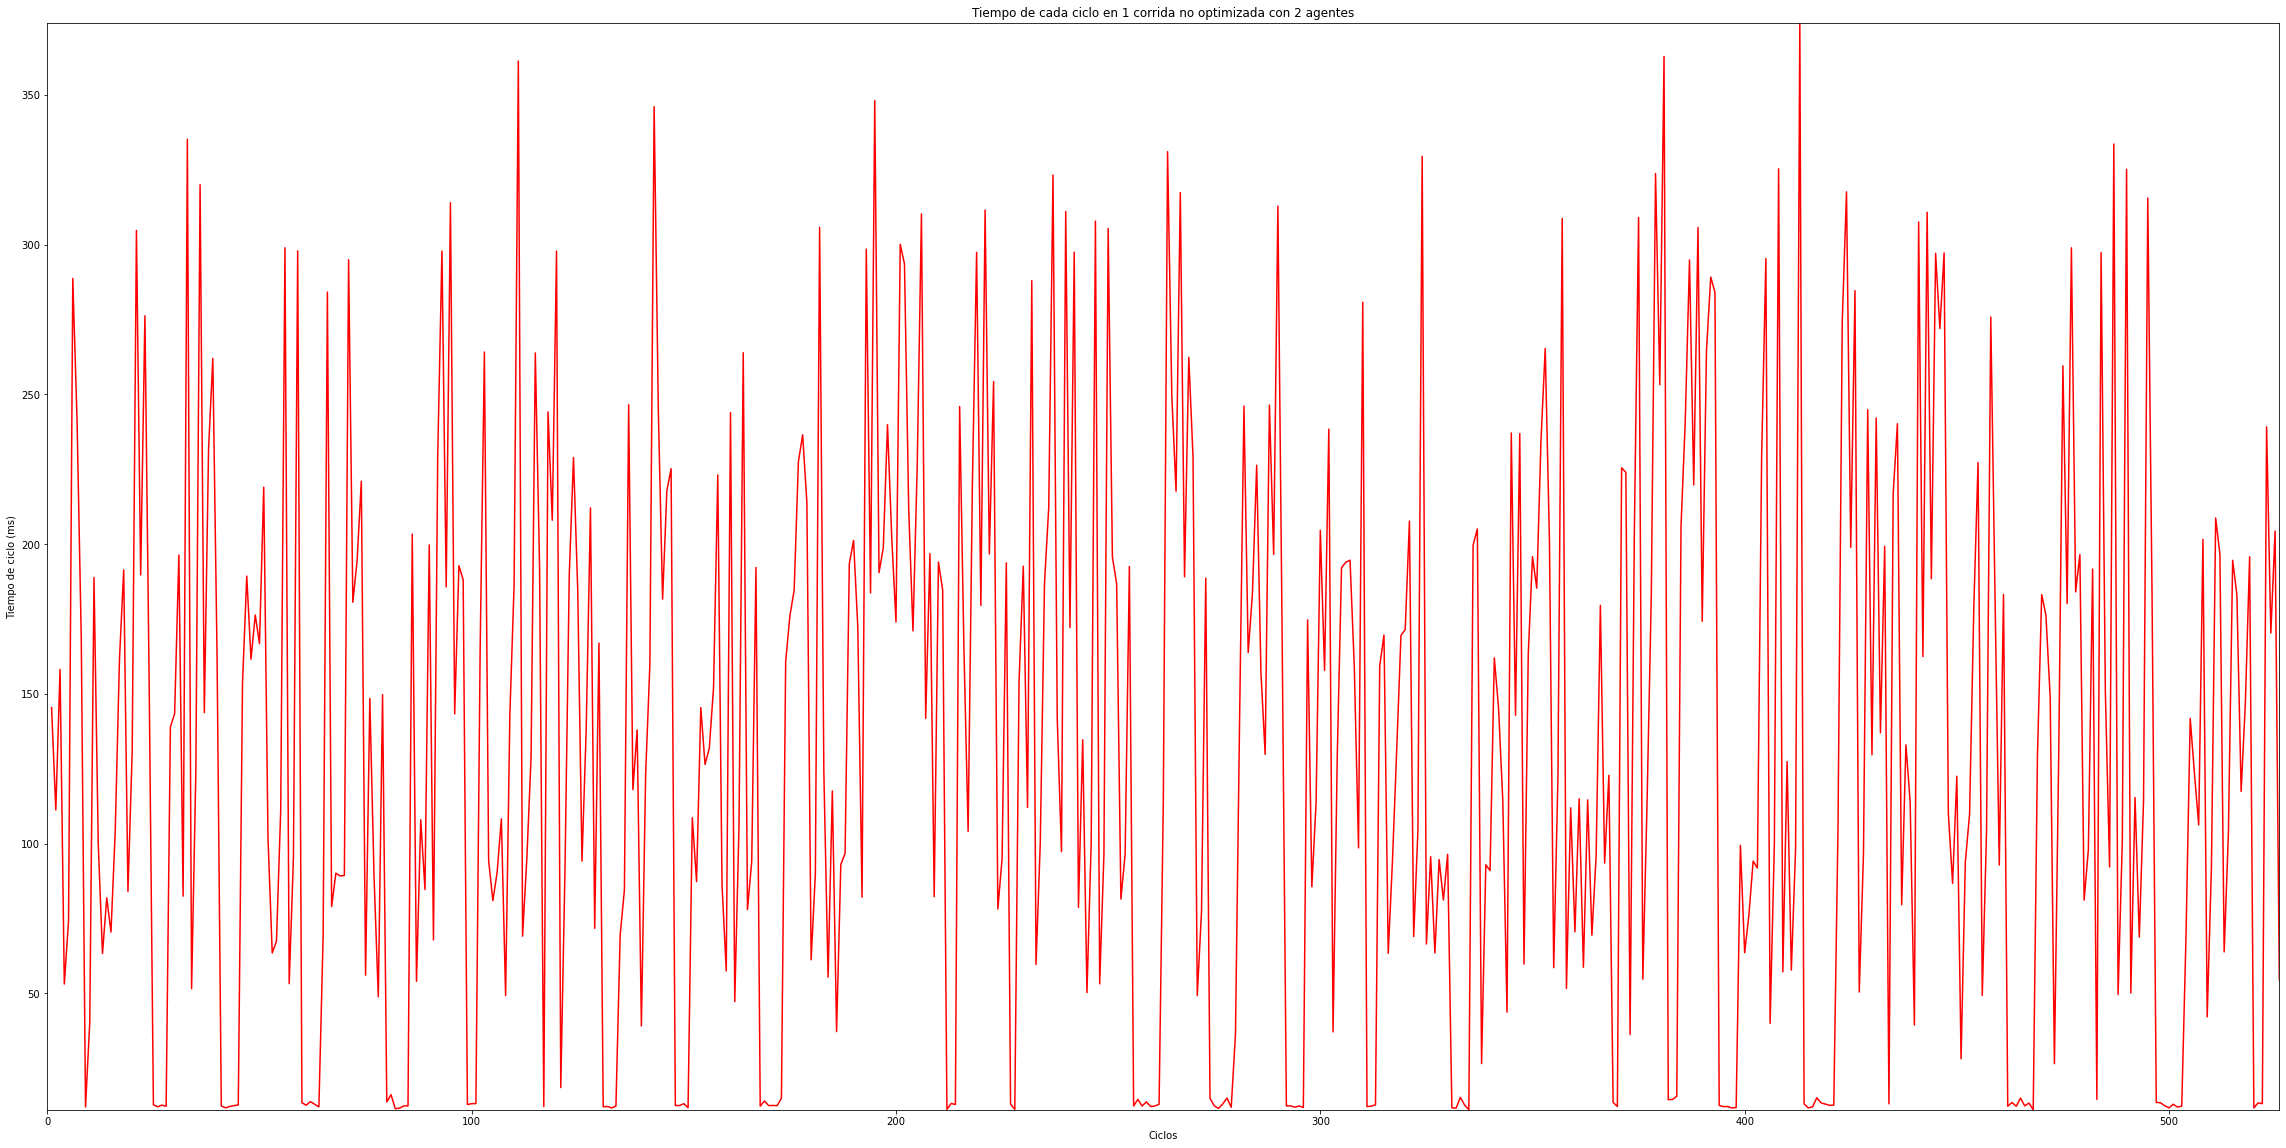 Tiempo de cada ciclo en 1 corrida no optimizada con 2 agentes
350
300
250
200
150
100
50
Tiempo de ciclo (ms)
0 100 200 300 400 500
Ciclos